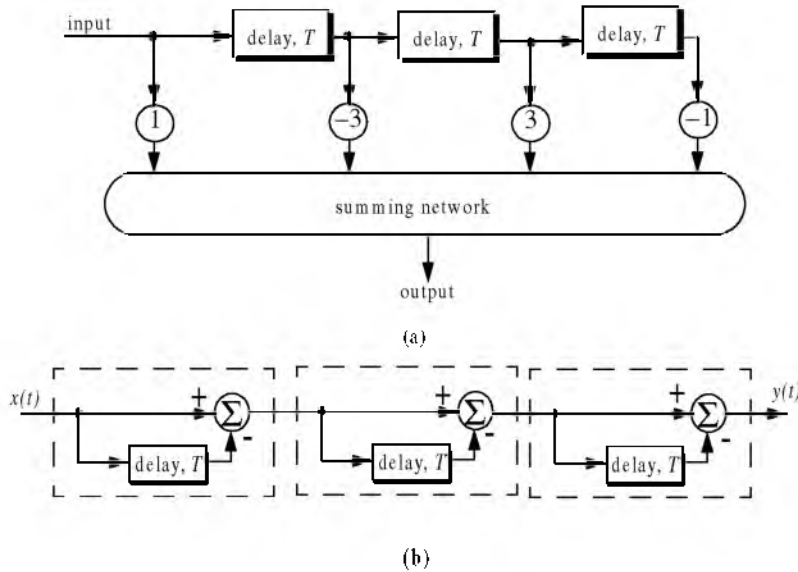 input
delay, T
delay, T
delay, T
1
−3
3
−1
summing network
output
(a)
x(t)
+
Σ
-
delay, T
+
Σ
-
delay, T
+
Σ
-
delay, T
y(t)
(b)